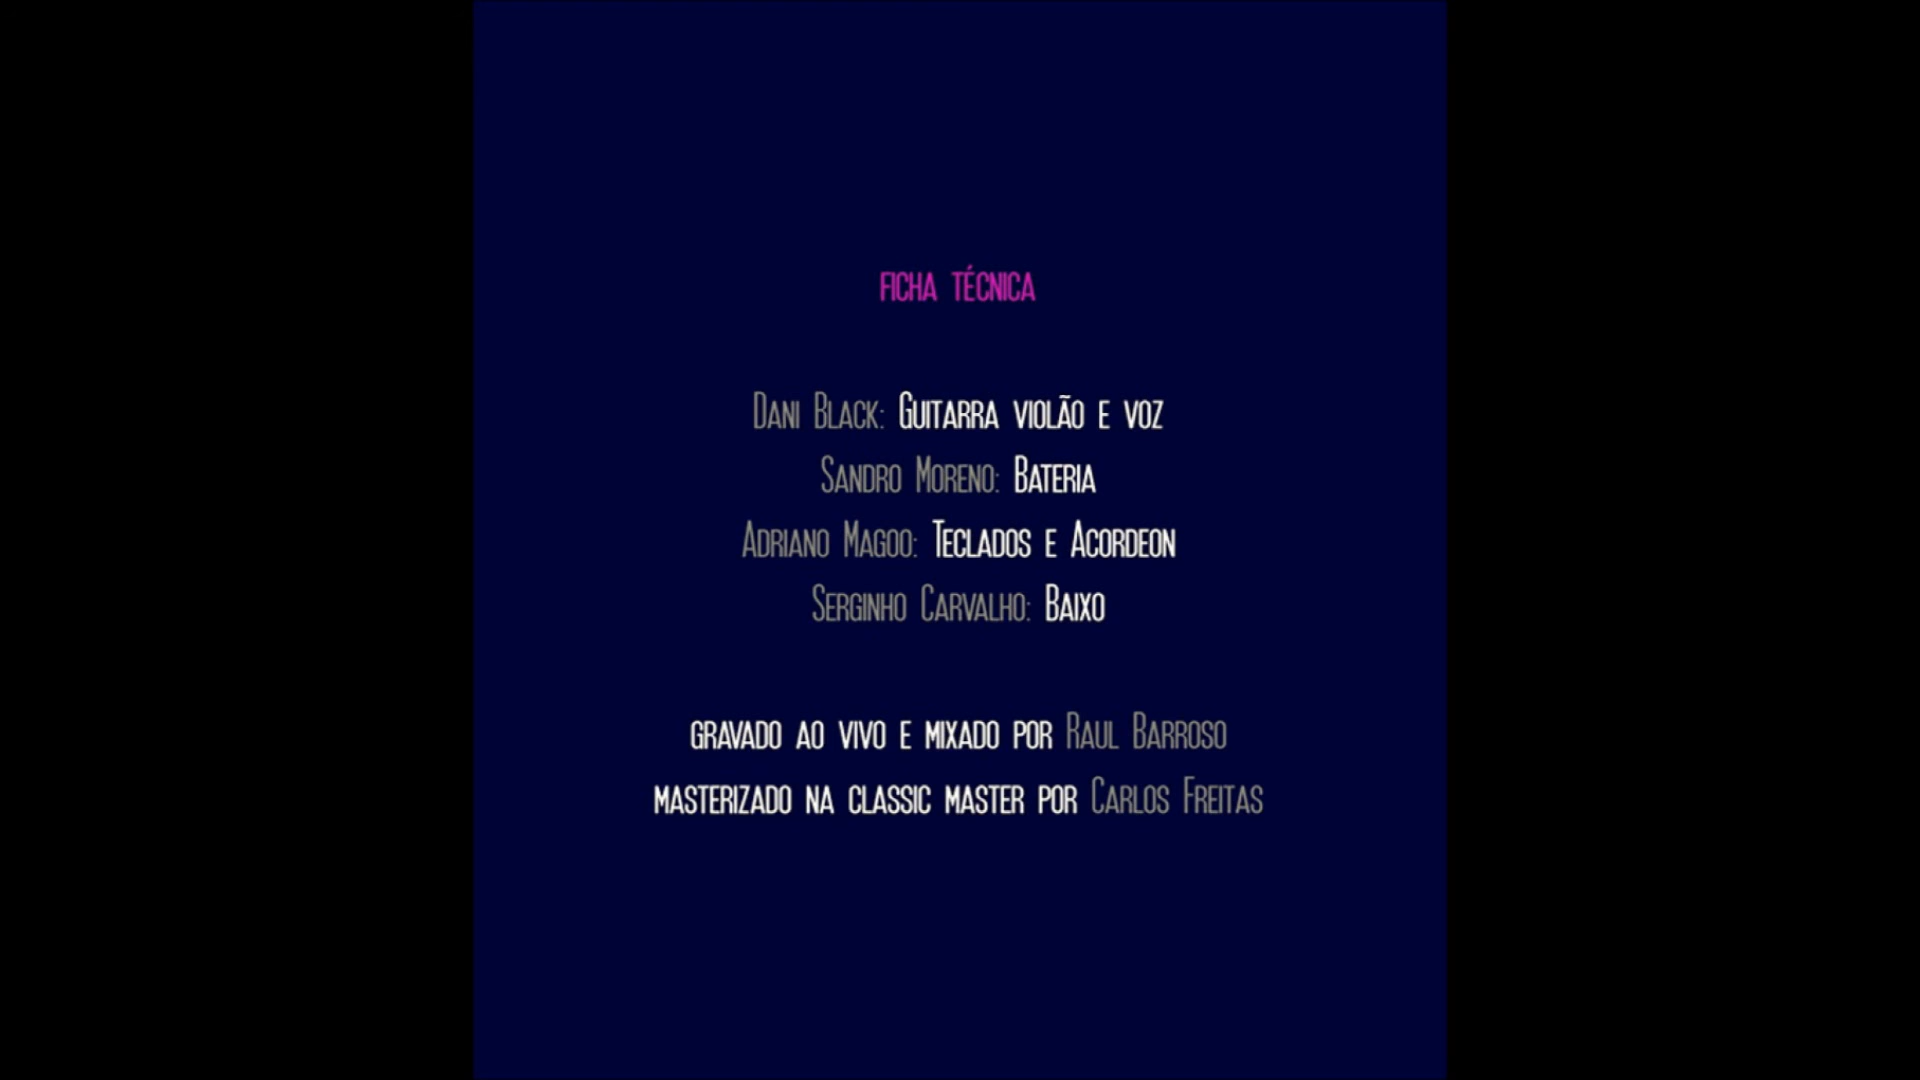 FICHA TÉCNICA
DANI BLACK: GUITARRA VIOLÃO E VOZ
SANDRO MORENO: BATERIA
ADRIANO MAGOO: TECLADOS E ACORDEON
SERGINHO CARVALHO: BAIXO
GRAVADO AO VIVO E MIXADO POR RAUL BARROSO
MASTERIZADO NA CLASSIC MASTER POR CARLOS FREITAS